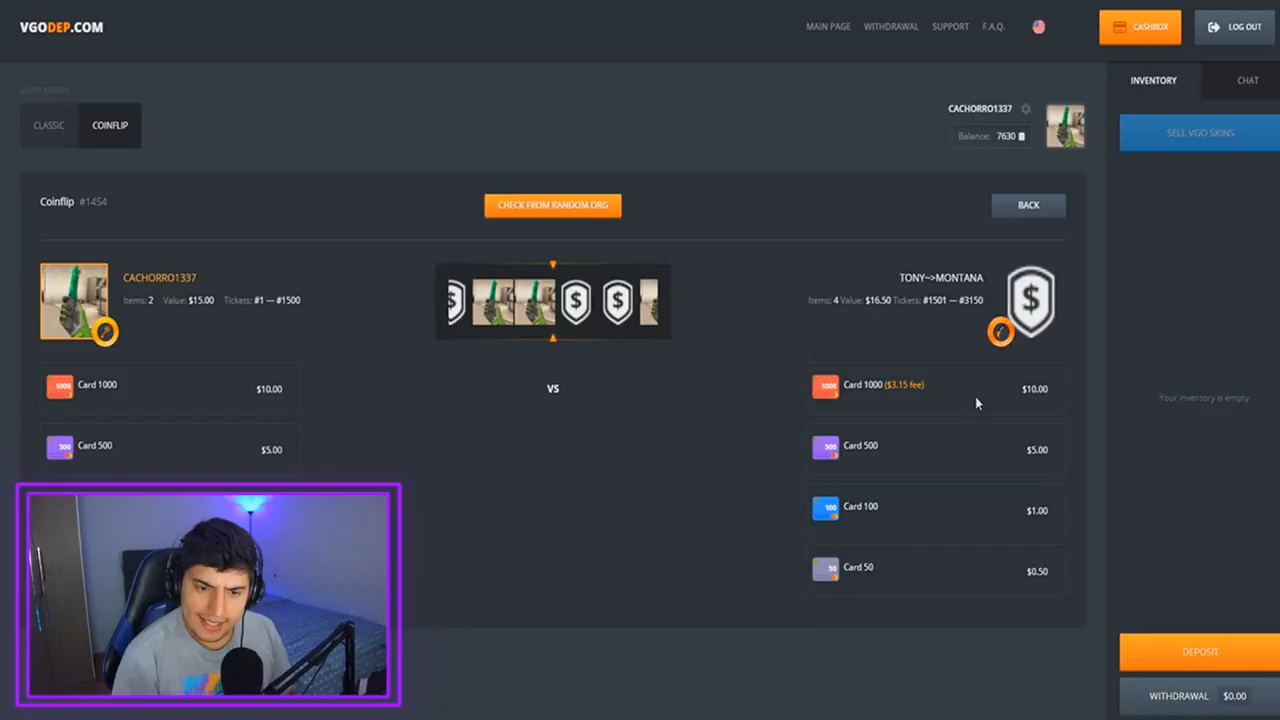 VGODEP.COM
MAIN PAGE WITHDRAWAL SUPPORT F.A.Q. CASHBOX LOG OUT
GAME MODES
CLASSIC COINFLIP
CACHORRO1337
Balance: 7630
INVENTORY CHAT
SELL VGO SKINS
Coinflip #1454
CHECK FROM RANDOM.ORG
BACK
CACHORRO1337
Items: 2 Value: $15.00 Tickets: #1 — #1500
TONY~>MONTANA
Items: 4 Value: $16.50 Tickets: #1501 — #3150
1000 Card 1000 $10.00
VS
1000 Card 1000 ($3.15 fee) $10.00
500 Card 500 $5.00
500 Card 500 $5.00
100 Card 100 $1.00
50 Card 50 $0.50
Your inventory is empty
DEPOSIT
WITHDRAWAL $0.00